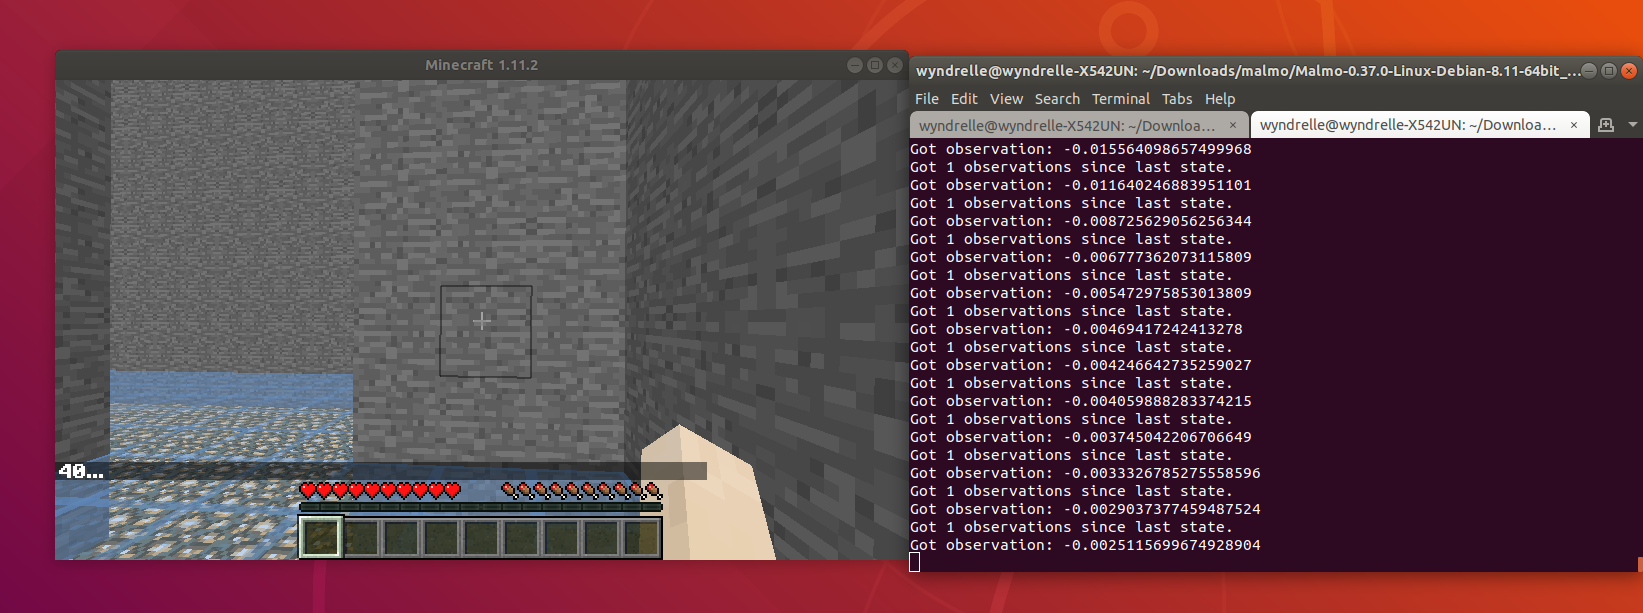 Minecraft 1.11.2
40...
wyndrelle@wyndrelle-X542UN: ~/Downloads/malmo/Malmo-0.37.0-Linux-Debian-8.11-64bit_...
File Edit View Search Terminal Tabs Help
wyndrelle@wyndrelle-X542UN: ~/Downloa... × wyndrelle@wyndrelle-X542UN: ~/Downloa... ×
Got observation: -0.015564098657499968
Got 1 observations since last state.
Got observation: -0.011640246883951101
Got 1 observations since last state.
Got observation: -0.008725629056256344
Got 1 observations since last state.
Got observation: -0.006777362073115809
Got 1 observations since last state.
Got observation: -0.005472975853013809
Got 1 observations since last state.
Got observation: -0.00469417242413278
Got 1 observations since last state.
Got observation: -0.004246642735259027
Got 1 observations since last state.
Got observation: -0.004059888283374215
Got 1 observations since last state.
Got observation: -0.003745042206706649
Got 1 observations since last state.
Got observation: -0.0033326785275558596
Got 1 observations since last state.
Got observation: -0.0029037377459487524
Got 1 observations since last state.
Got observation: -0.0025115699674928904